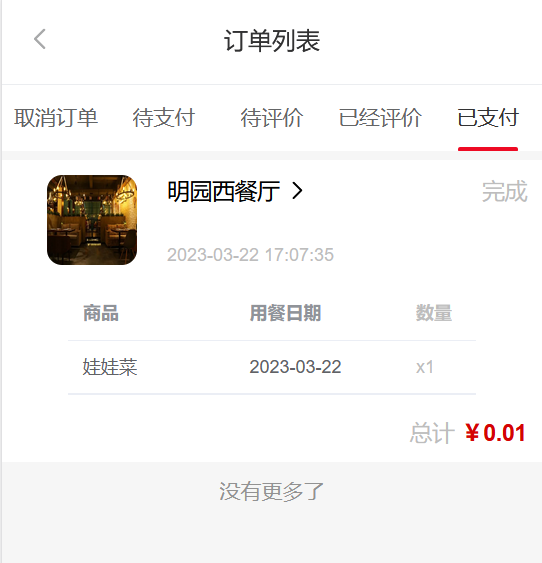 订单列表
取消订单 待支付 待评价 已经评价 已支付
明园西餐厅 完成
2023-03-22 17:07:35
商品 用餐日期 数量
娃娃菜 2023-03-22 x1
总计 ¥0.01
没有更多了